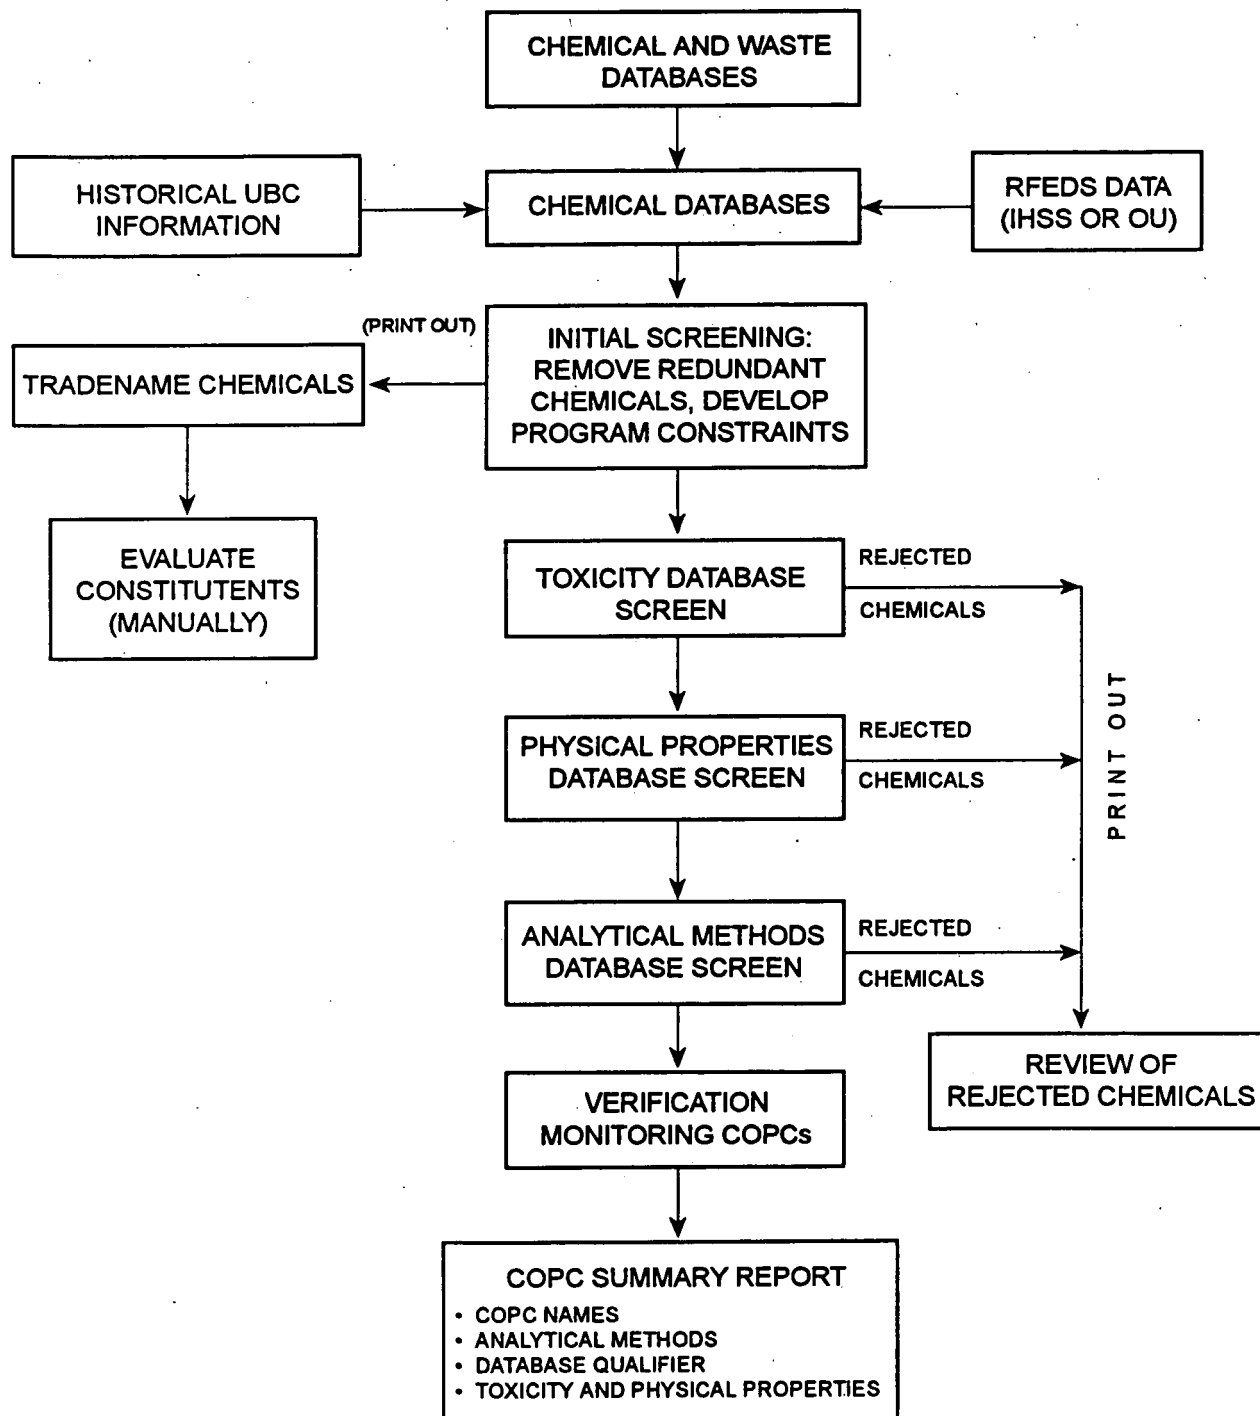 CHEMICAL AND WASTE
DATABASES
HISTORICAL UBC
INFORMATION
CHEMICAL DATABASES
RFEDS DATA
(IHSS OR OU)
(PRINT OUT)
TRADENAME CHEMICALS
INITIAL SCREENING:
REMOVE REDUNDANT
CHEMICALS, DEVELOP
PROGRAM CONSTRAINTS
EVALUATE
CONSTITUTENTS
(MANUALLY)
TOXICITY DATABASE
SCREEN
REJECTED
CHEMICALS
PHYSICAL PROPERTIES
DATABASE SCREEN
REJECTED
CHEMICALS
PRINT OUT
ANALYTICAL METHODS
DATABASE SCREEN
REJECTED
CHEMICALS
REVIEW OF
REJECTED CHEMICALS
VERIFICATION
MONITORING COPCs
COPC SUMMARY REPORT
• COPC NAMES
• ANALYTICAL METHODS
• DATABASE QUALIFIER
• TOXICITY AND PHYSICAL PROPERTIES